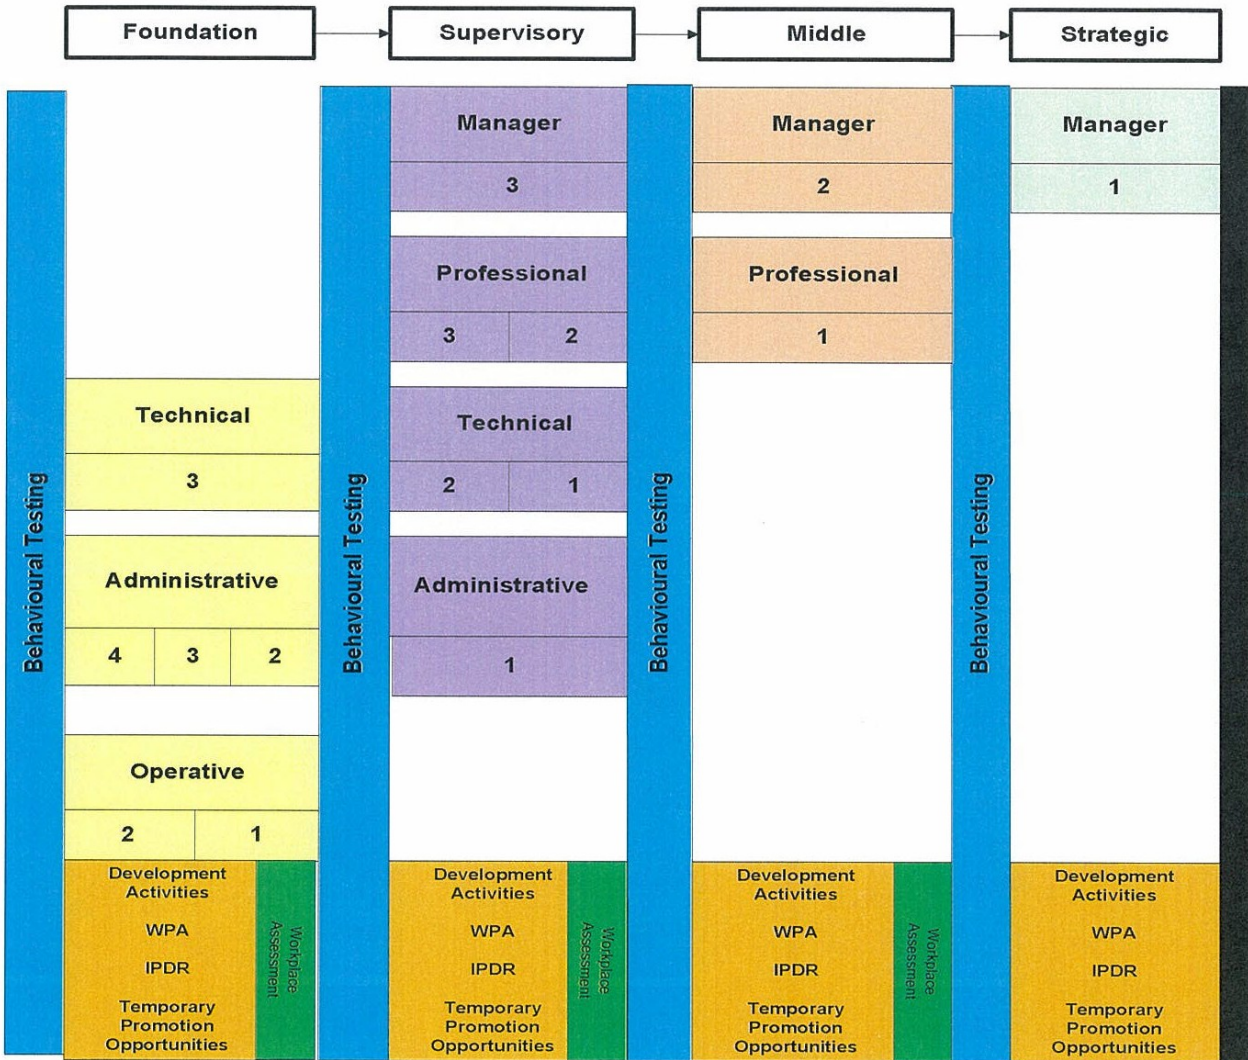 Foundation
Supervisory
Middle
Strategic
Behavioural Testing
Technical
3
Administrative
4 3 2
Operative
2 1
Development
Activities
WPA
IPDR
Temporary
Promotion
Opportunities
Workplace
Assessment
Behavioural Testing
Manager
3
Professional
3 2
Technical
2 1
Administrative
1
Development
Activities
WPA
IPDR
Temporary
Promotion
Opportunities
Workplace
Assessment
Behavioural Testing
Manager
2
Professional
1
Development
Activities
WPA
IPDR
Temporary
Promotion
Opportunities
Workplace
Assessment
Behavioural Testing
Manager
1
Development
Activities
WPA
IPDR
Temporary
Promotion
Opportunities